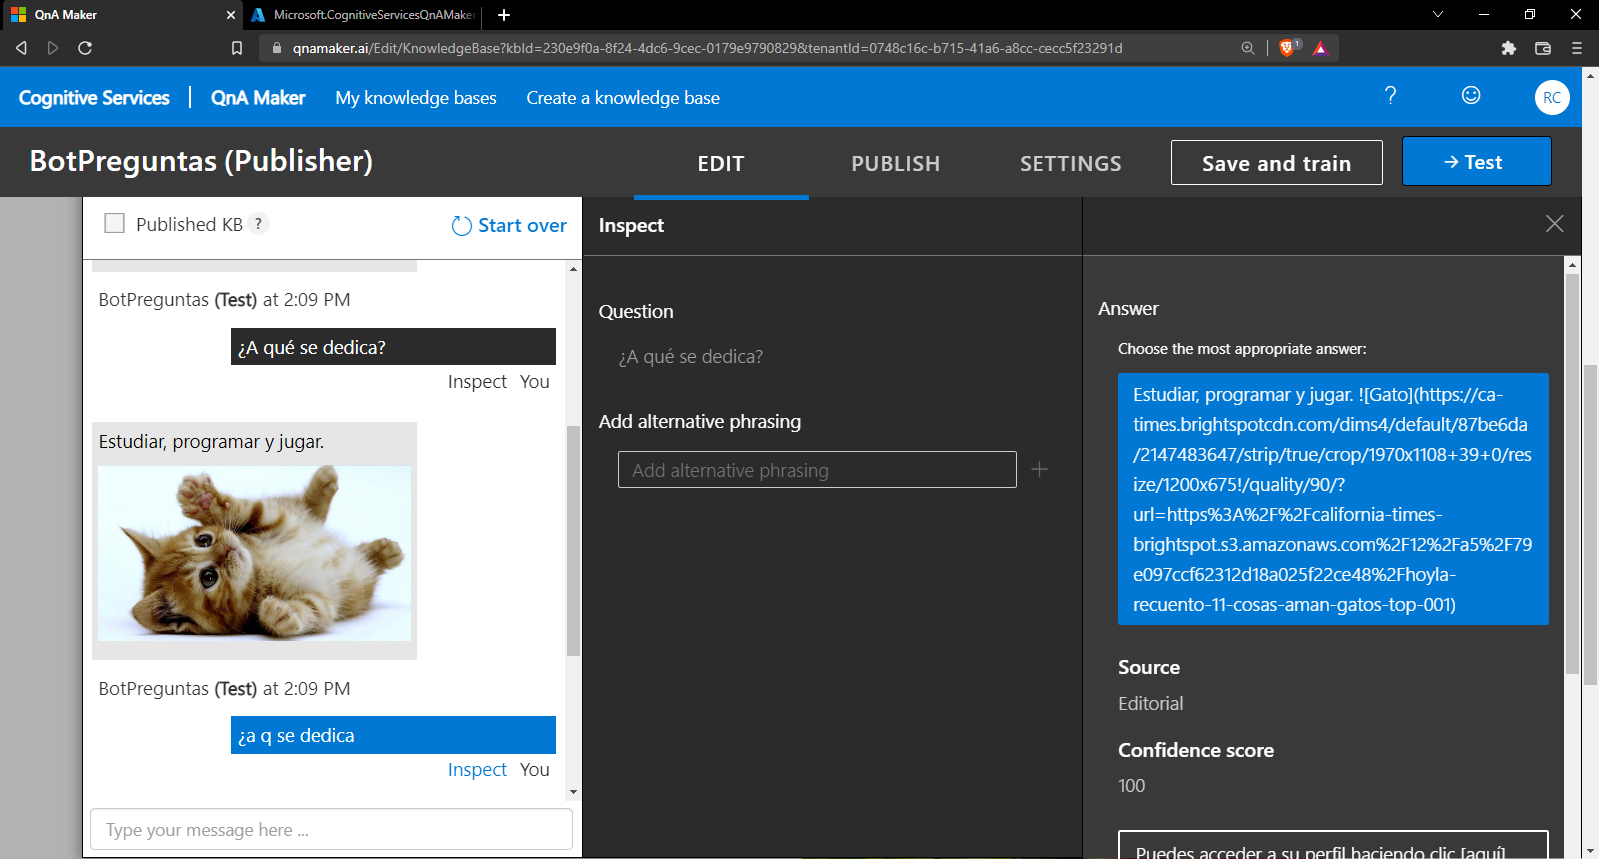 QnA Maker
Microsoft.CognitiveServicesQnAMake
qnamaker.ai/Edit/KnowledgeBase?kbId=230e9f0a-8f24-4dc6-9cec-0179e9790829&tenantId=0748c16c-b715-41a6-a8cc-cecc5f23291d
1
Cognitive Services
QnA Maker
My knowledge bases
Create a knowledge base
?
RC
BotPreguntas (Publisher)
EDIT
PUBLISH
SETTINGS
Save and train
→ Test
Published KB ?
Start over
BotPreguntas (Test) at 2:09 PM
¿A qué se dedica?
Inspect You
Estudiar, programar y jugar.
BotPreguntas (Test) at 2:09 PM
¿a q se dedica
Inspect You
Type your message here ...
Inspect
Question
¿A qué se dedica?
Add alternative phrasing
Add alternative phrasing
Answer
Choose the most appropriate answer:
Estudiar, programar y jugar. ![Gato](https://ca-
times.brightspotcdn.com/dims4/default/87be6da
/2147483647/strip/true/crop/1970x1108+39+0/res
ize/1200x675!/quality/90/?
url=https%3A%2F%2Fcalifornia-times-
brightspot.s3.amazonaws.com%2F12%2Fa5%2F79
e097ccf62312d18a025f22ce48%2Fhoyla-
recuento-11-cosas-aman-gatos-top-001)
Source
Editorial
Confidence score
100
Puedes acceder a su perfil haciendo clic [aquí]